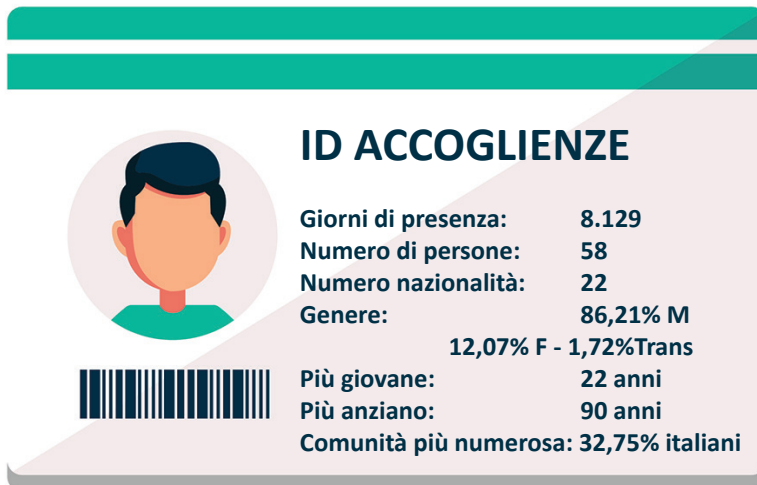 ID ACCOGLIENZE
Giorni di presenza: 8.129
Numero di persone: 58
Numero nazionalità: 22
Genere: 86,21% M
12,07% F - 1,72%Trans
Più giovane: 22 anni
Più anziano: 90 anni
Comunità più numerosa: 32,75% italiani